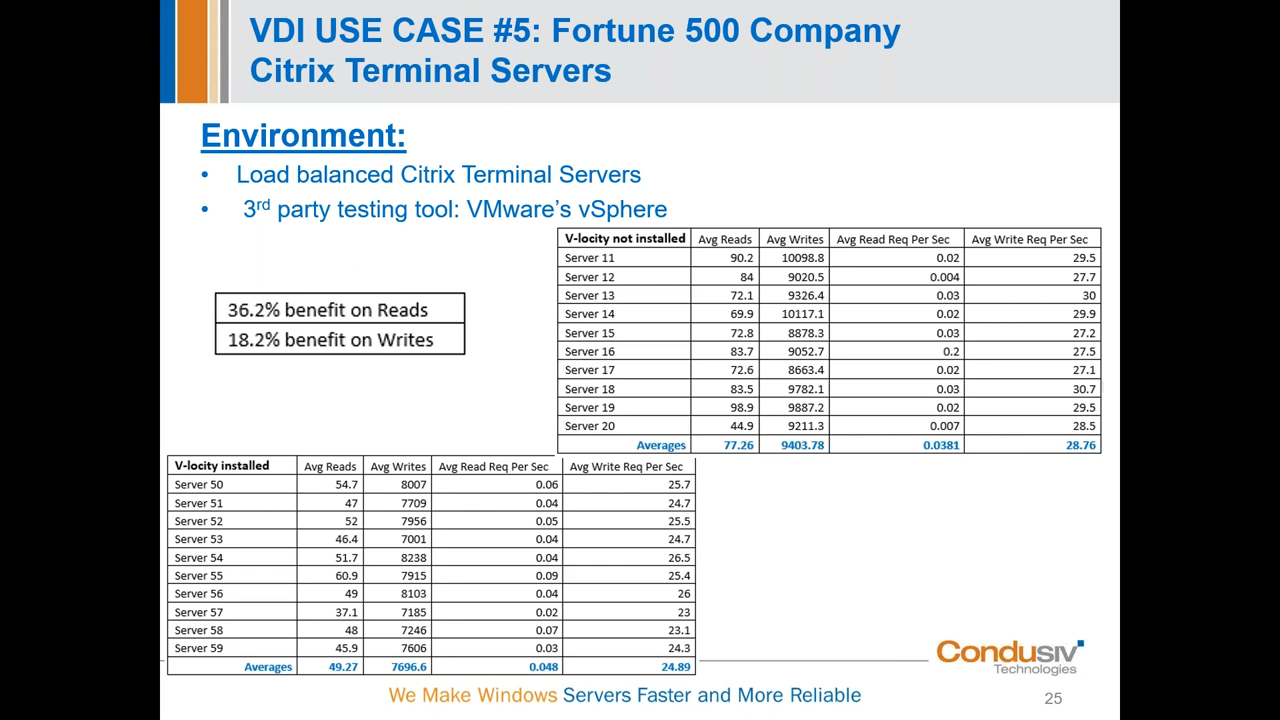 VDI USE CASE #5: Fortune 500 Company
Citrix Terminal Servers
Environment:
• Load balanced Citrix Terminal Servers
• 3rd party testing tool: VMware’s vSphere
V-locity not installed Avg Reads Avg Writes Avg Read Req Per Sec Avg Write Req Per Sec
Server 11 90.2 10098.8 0.02 29.5
Server 12 84 9020.5 0.004 27.7
Server 13 72.1 9326.4 0.03 30
Server 14 69.9 10117.1 0.02 29.9
Server 15 72.8 8878.3 0.03 27.2
Server 16 83.7 9052.7 0.2 27.5
Server 17 72.6 8663.4 0.02 27.1
Server 18 83.5 9782.1 0.03 30.7
Server 19 98.9 9887.2 0.02 29.5
Server 20 44.9 9211.3 0.007 28.5
Averages 77.26 9403.78 0.0381 28.76
36.2% benefit on Reads
18.2% benefit on Writes
V-locity installed Avg Reads Avg Writes Avg Read Req Per Sec Avg Write Req Per Sec
Server 50 54.7 8007 0.06 25.7
Server 51 47 7709 0.04 24.7
Server 52 52 7956 0.05 25.5
Server 53 46.4 7001 0.04 24.7
Server 54 51.7 8238 0.04 26.5
Server 55 60.9 7915 0.09 25.4
Server 56 49 8103 0.04 26
Server 57 37.1 7185 0.02 23
Server 58 48 7246 0.07 23.1
Server 59 45.9 7606 0.03 24.3
Averages 49.27 7696.6 0.048 24.89
Condusiv
Technologies
We Make Windows Servers Faster and More Reliable
25